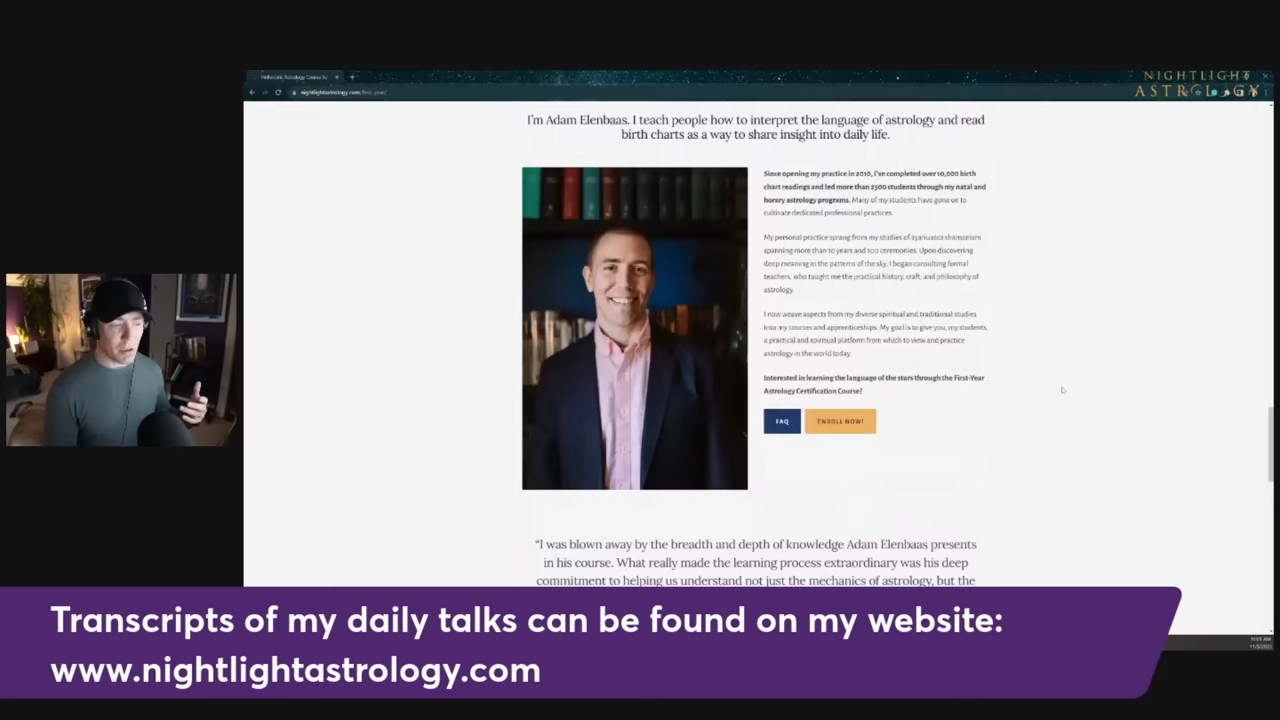 Hellenistic Astrology Course by
NIGHTLIGHT
ASTROLOGY
nightlightastrology.com/first-year/
I'm Adam Elenbaas. I teach people how to interpret the language of astrology and read
birth charts as a way to share insight into daily life.
Since opening my practice in 2010, I've completed over 10,000 birth
chart readings and led more than 2500 students through my natal and
horary astrology programs. Many of my students have gone on to
cultivate dedicated professional practices.
My personal practice sprang from my studies of ayahuasca shamanism
spanning more than 10 years and 100 ceremonies. Upon discovering
deep meaning in the patterns of the sky, I began consulting formal
teachers, who taught me the practical history, craft, and philosophy of
astrology.
I now weave aspects from my diverse spiritual and traditional studies
into my courses and apprenticeships. My goal is to give you, my students,
a practical and spiritual platform from which to view and practice
astrology in the world today.
Interested in learning the language of the stars through the First-Year
Astrology Certification Course?
FAQ
ENROLL NOW!
“I was blown away by the breadth and depth of knowledge Adam Elenbaas presents
in his course. What really made the learning process extraordinary was his deep
commitment to helping us understand not just the mechanics of astrology, but the
Transcripts of my daily talks can be found on my website:
www.nightlightastrology.com